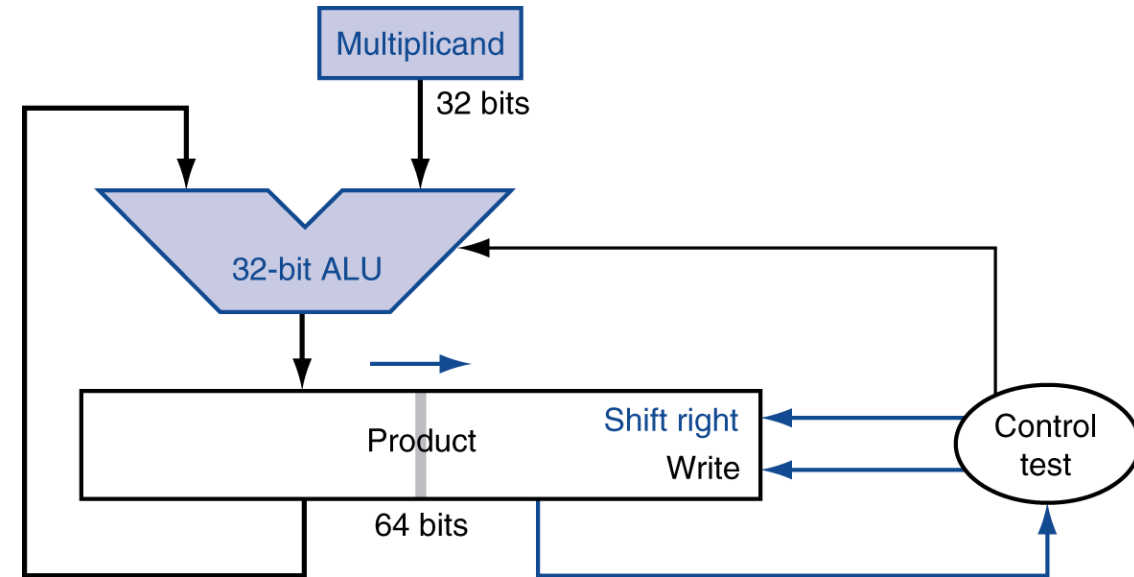 Multiplicand
32 bits
32-bit ALU
Product
Shift right
Write
64 bits
Control
test